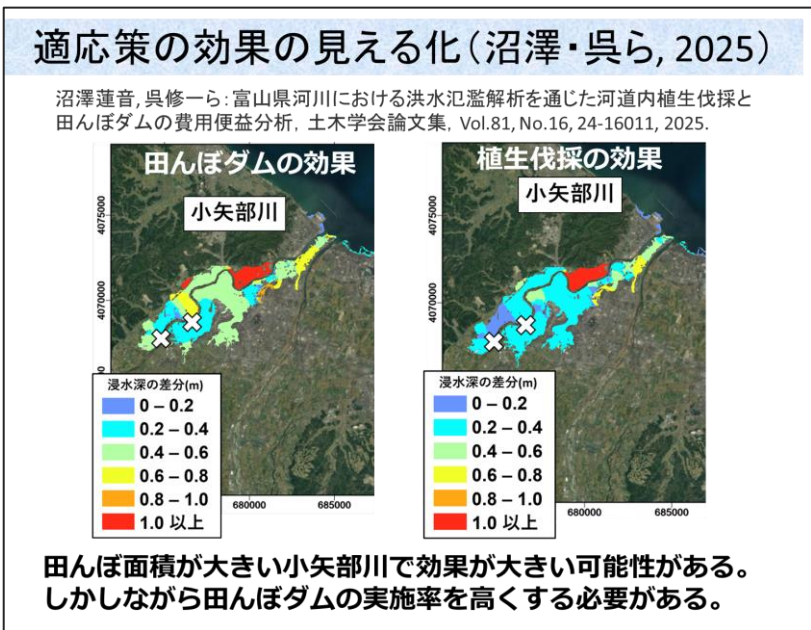 適応策の効果の見える化（沼澤・呉ら, 2025）
沼澤蓮音, 呉修一ら：富山県河川における洪水氾濫解析を通じた河道内植生伐採と
田んぼダムの費用便益分析, 土木学会論文集, Vol.81, No.16, 24-16011, 2025.
田んぼダムの効果
小矢部川
4075000
4070000
浸水深の差分(m)
0 – 0.2
0.2 – 0.4
0.4 – 0.6
0.6 – 0.8
0.8 – 1.0
1.0 以上
680000
685000
植生伐採の効果
小矢部川
4075000
4070000
浸水深の差分(m)
0 – 0.2
0.2 – 0.4
0.4 – 0.6
0.6 – 0.8
0.8 – 1.0
1.0 以上
680000
685000
田んぼ面積が大きい小矢部川で効果が大きい可能性がある。
しかしながら田んぼダムの実施率を高くする必要がある。